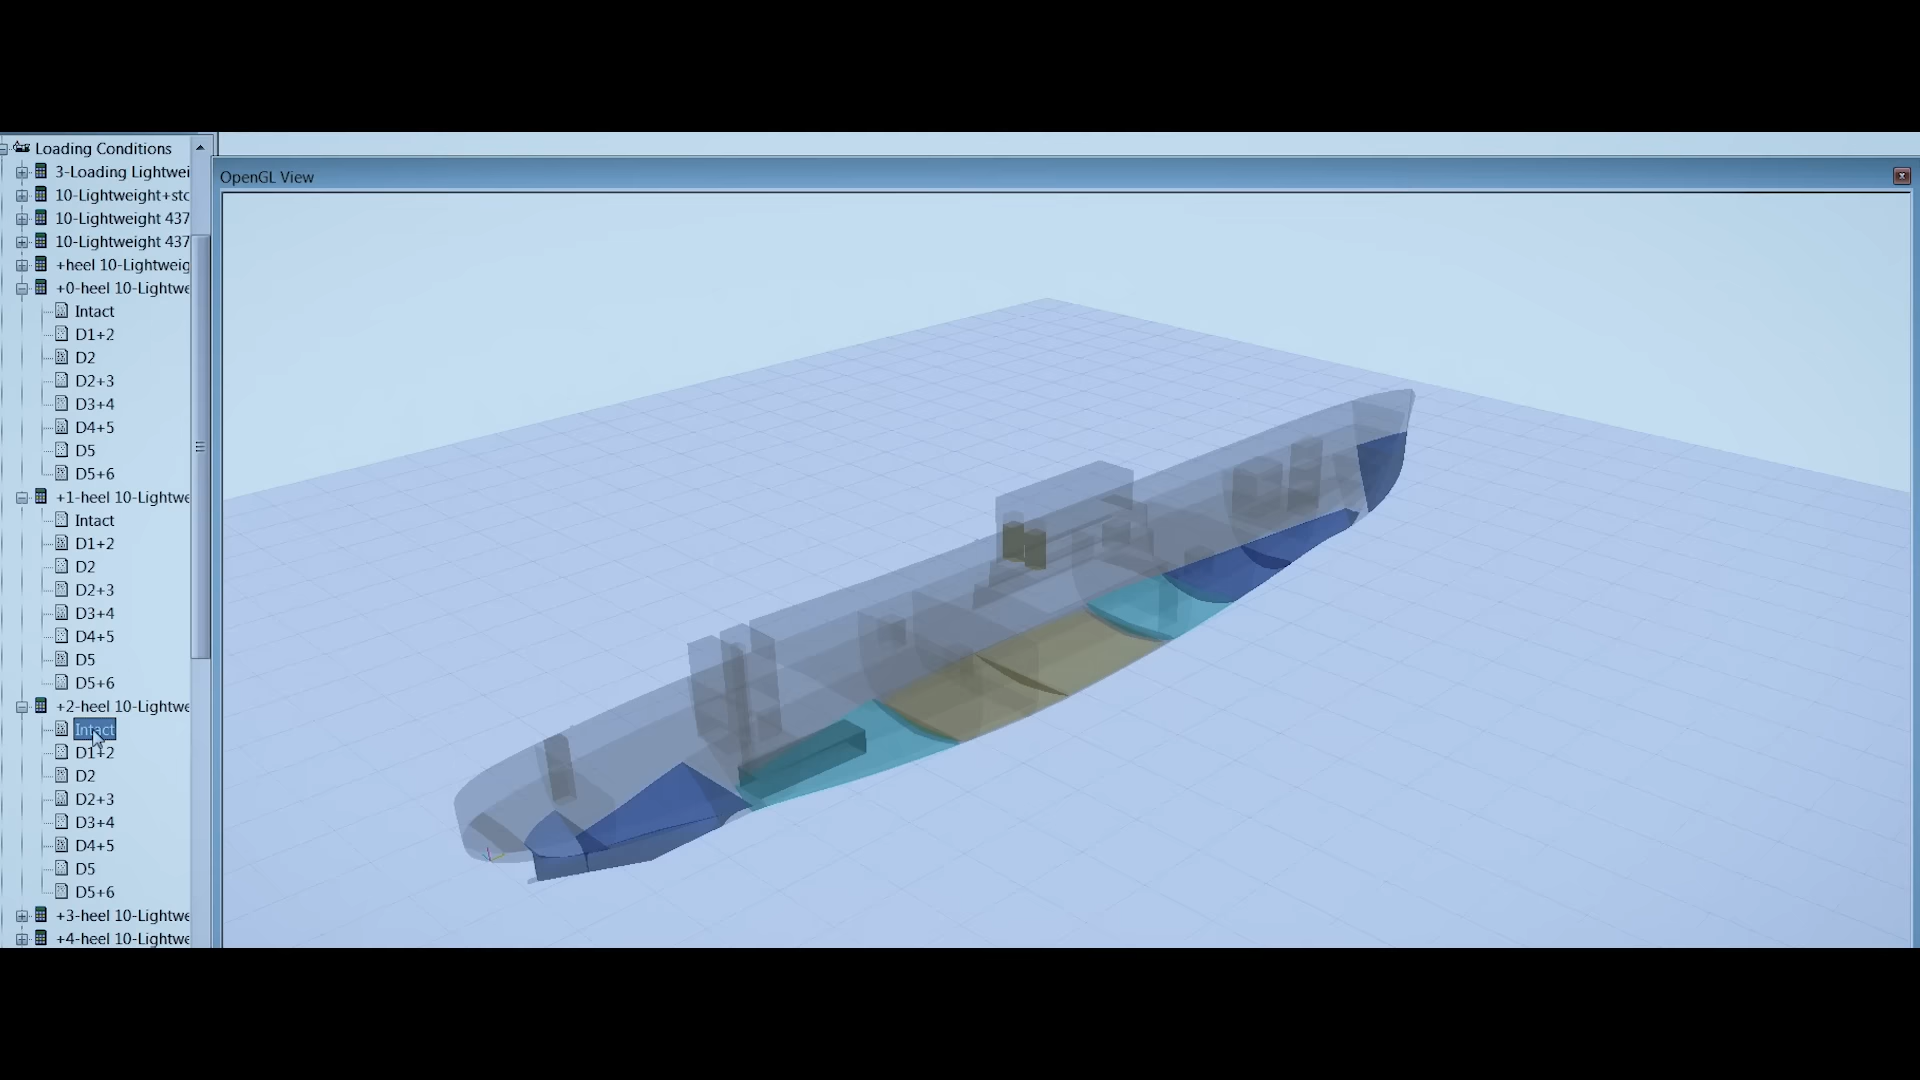 Loading Conditions
3-Loading Lightwei
10-Lightweight+sto
10-Lightweight 437
10-Lightweight 437
+heel 10-Lightweig
+0-heel 10-Lightwe
Intact
D1+2
D2
D2+3
D3+4
D4+5
D5
D5+6
+1-heel 10-Lightwe
Intact
D1+2
D2
D2+3
D3+4
D4+5
D5
D5+6
+2-heel 10-Lightwe
Intact
D1+2
D2
D2+3
D3+4
D4+5
D5
D5+6
+3-heel 10-Lightwe
+4-heel 10-Lightwe
OpenGL View